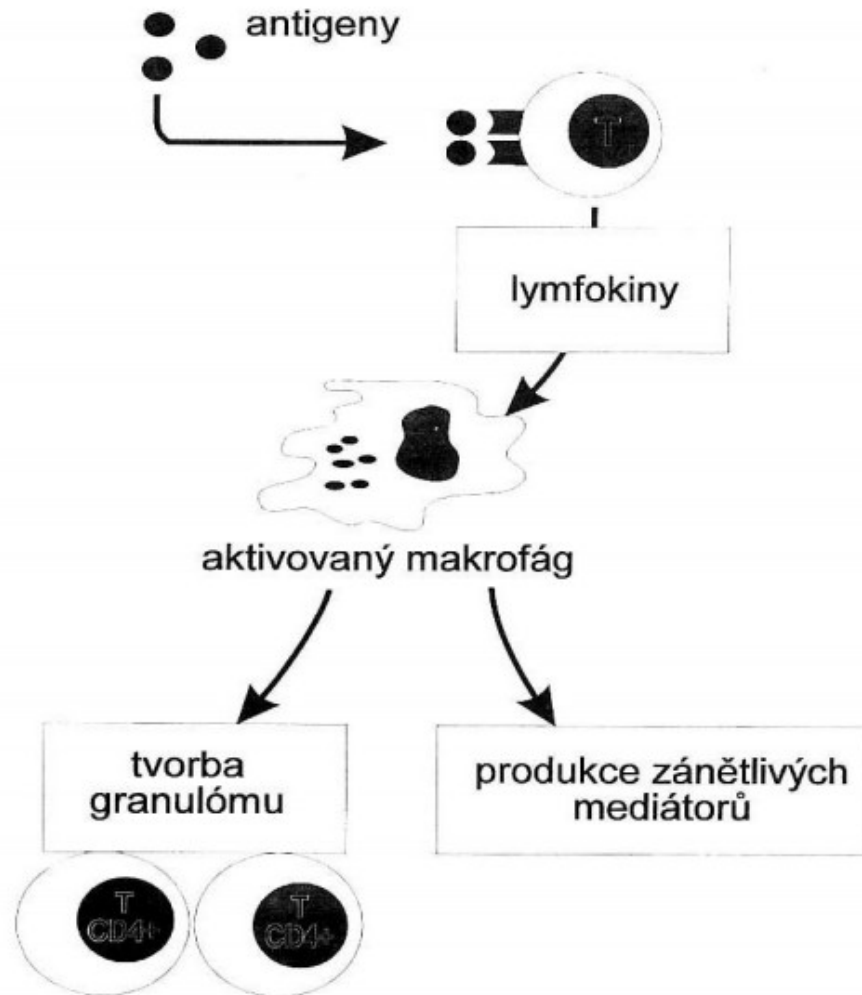 antigeny
T
lymfokiny
aktivovaný makrofág
tvorba
granulómu
produkce zánětlivých
mediátorů
T
CD4+
T
CD4+